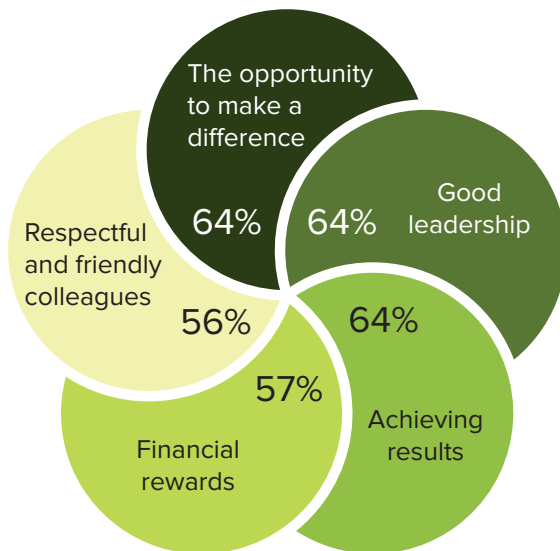 The opportunity
to make a
difference
64%
Good
leadership
64%
Achieving
results
64%
Financial
rewards
57%
Respectful
and friendly
colleagues
56%